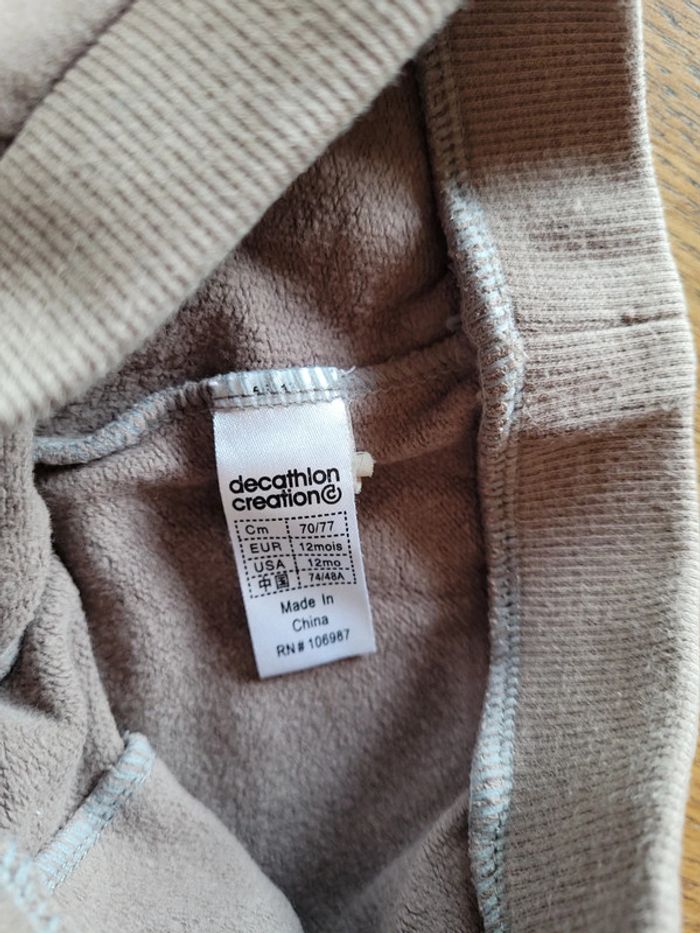 decathlon
creation
Cm 70/77
EUR 12mois
USA 12mo
中国 74/48A
Made In
China
RN# 106987